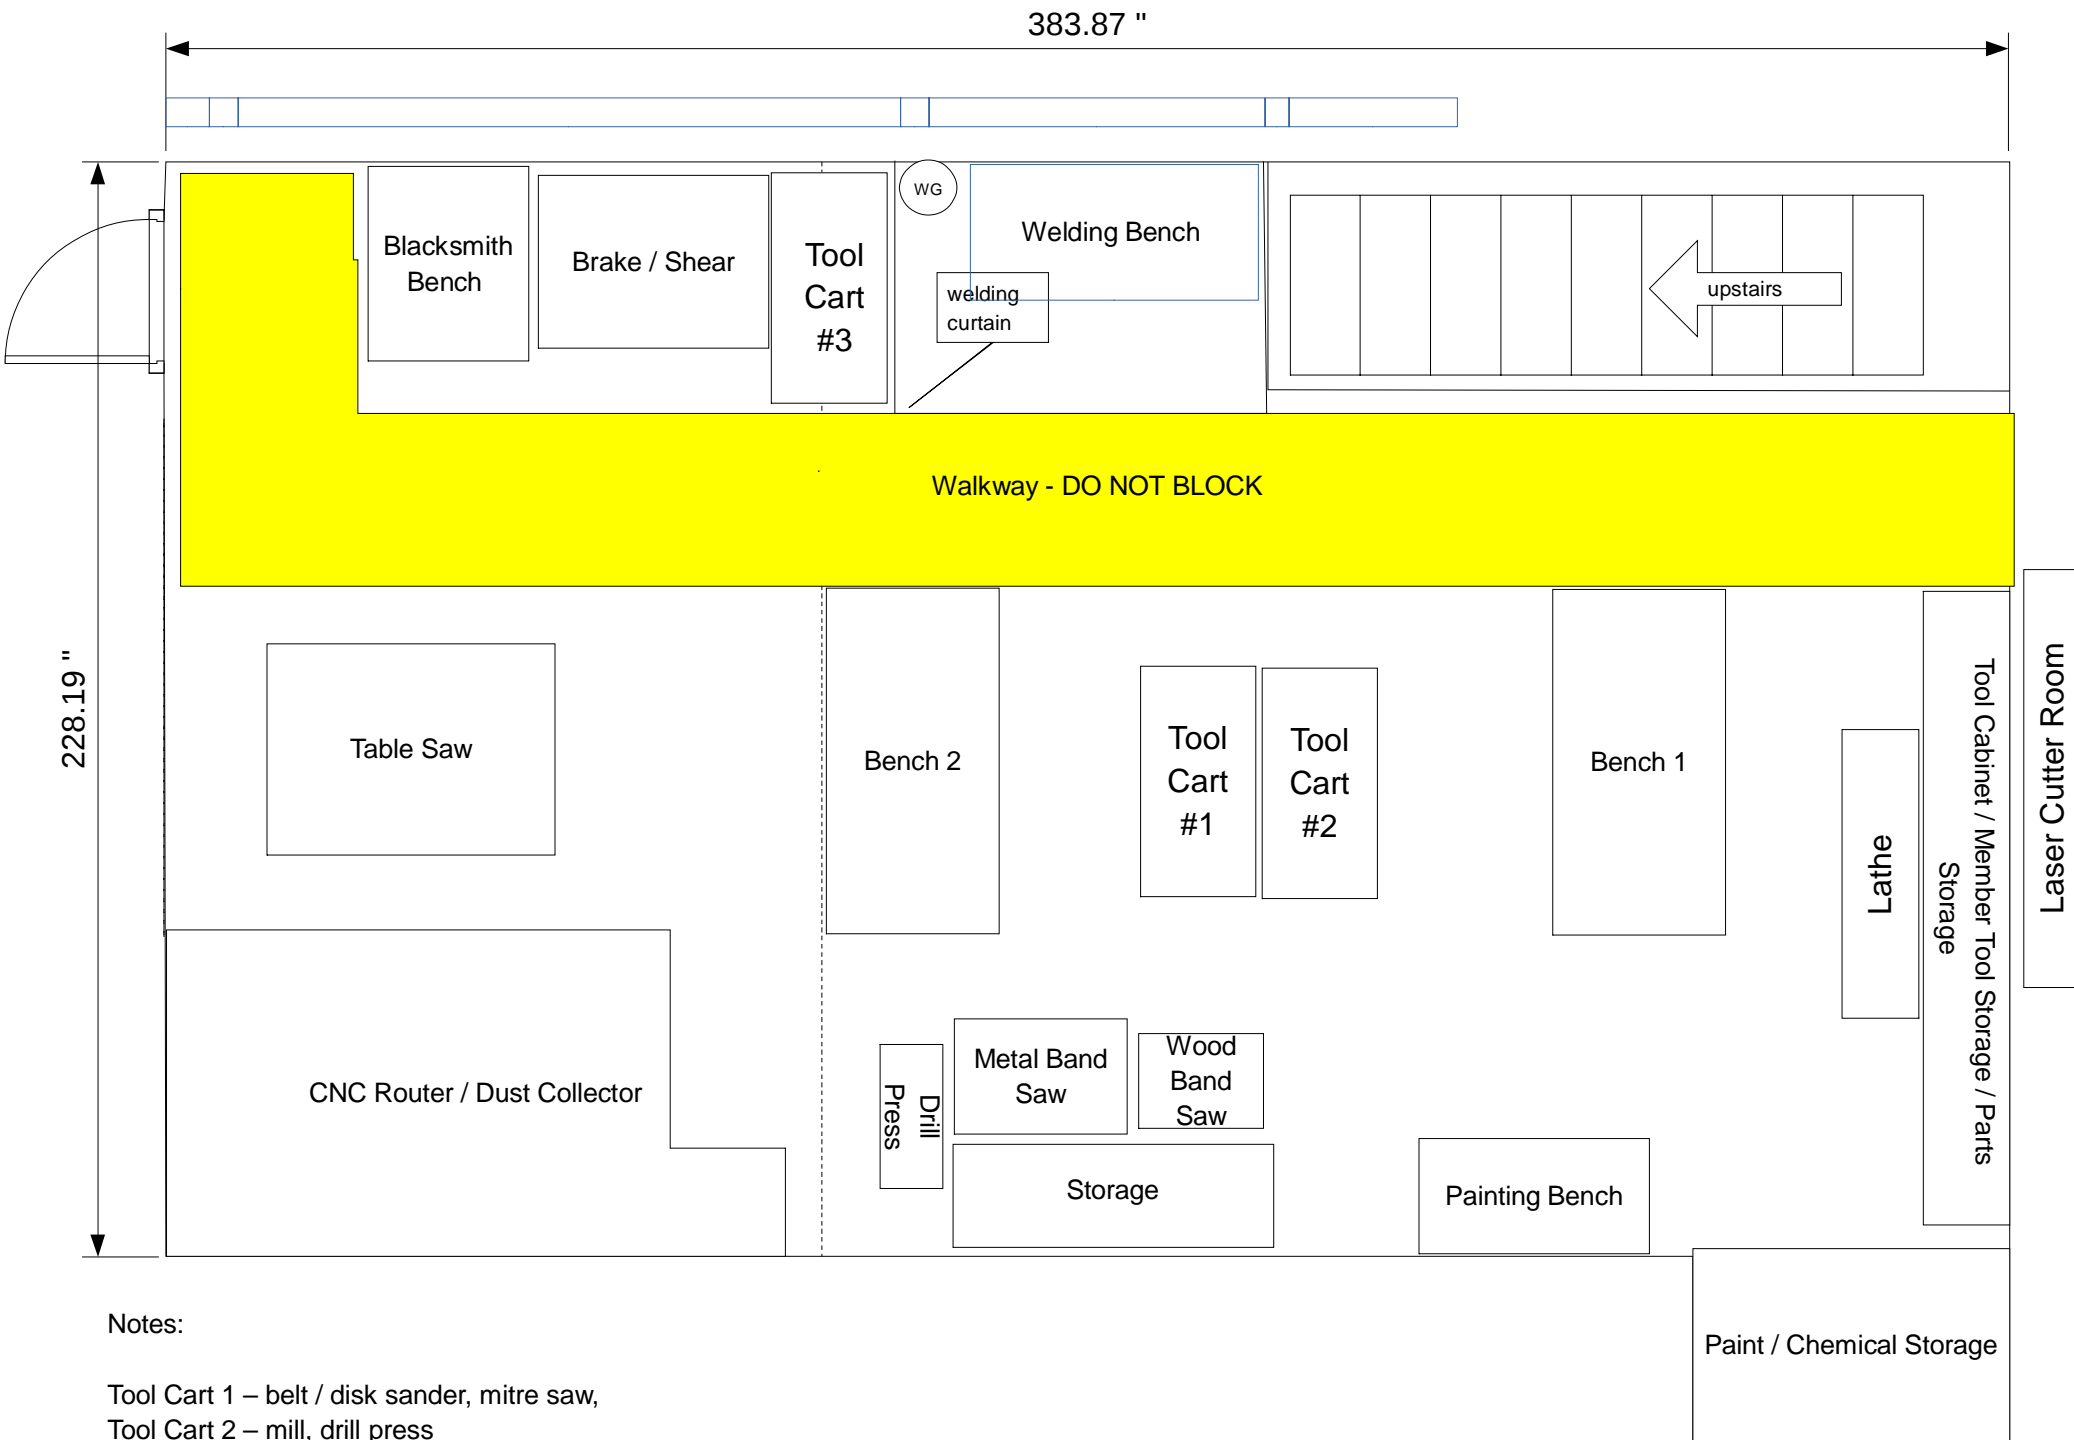 383.87 "
WG
Blacksmith
Bench
Brake / Shear
Tool
Cart
#3
Welding Bench
welding
curtain
upstairs
Walkway - DO NOT BLOCK
228.19 "
Table Saw
Bench 2
Tool
Cart
#1
Tool
Cart
#2
Bench 1
Lathe
Tool Cabinet / Member Tool Storage / Parts
Storage
Laser Cutter Room
CNC Router / Dust Collector
Drill
Press
Metal Band
Saw
Wood
Band
Saw
Storage
Painting Bench
Paint / Chemical Storage
Notes:
Tool Cart 1 – belt / disk sander, mitre saw,
Tool Cart 2 – mill, drill press